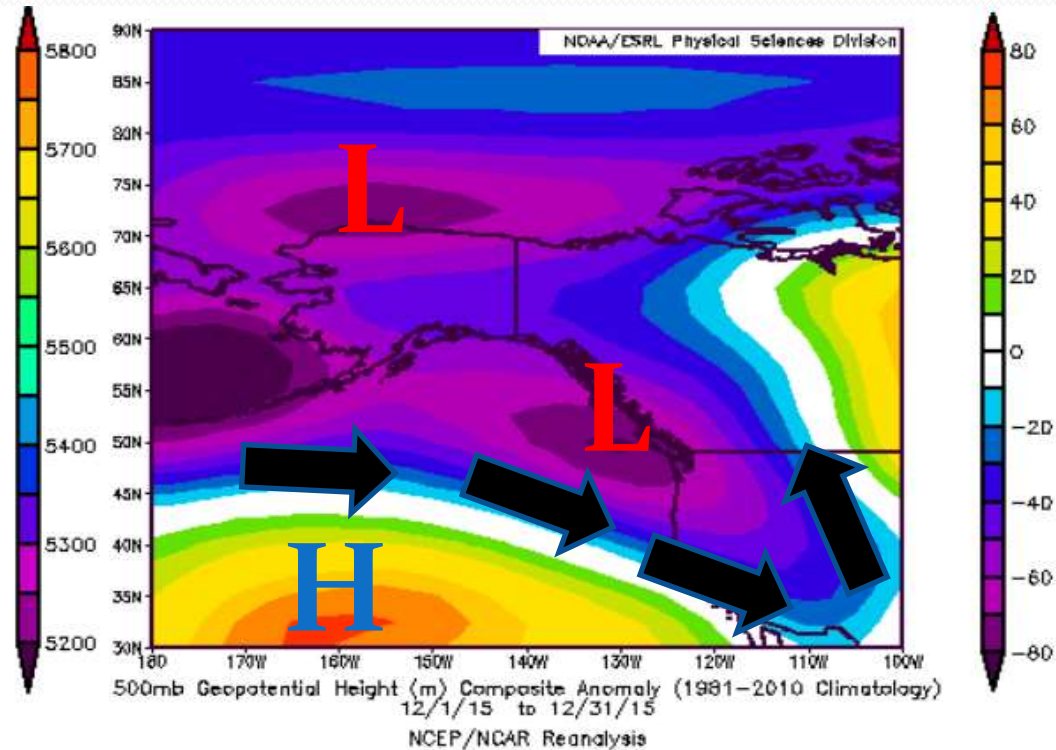 NOAA/ESRL Physical Sciences Division
5800
5700
5600
5500
5400
5300
5200
90N
85N
80N
75N
70N
65N
60N
55N
50N
45N
40N
35N
30N
L
L
H
80
60
40
20
0
-20
-40
-60
-80
180 170W 160W 150W 140W 130W 120W 110W 100W
500mb Geopotential Height (m) Composite Anomaly (1981-2010 Climatology)
12/1/15 to 12/31/15
NCEP/NCAR Reanalysis